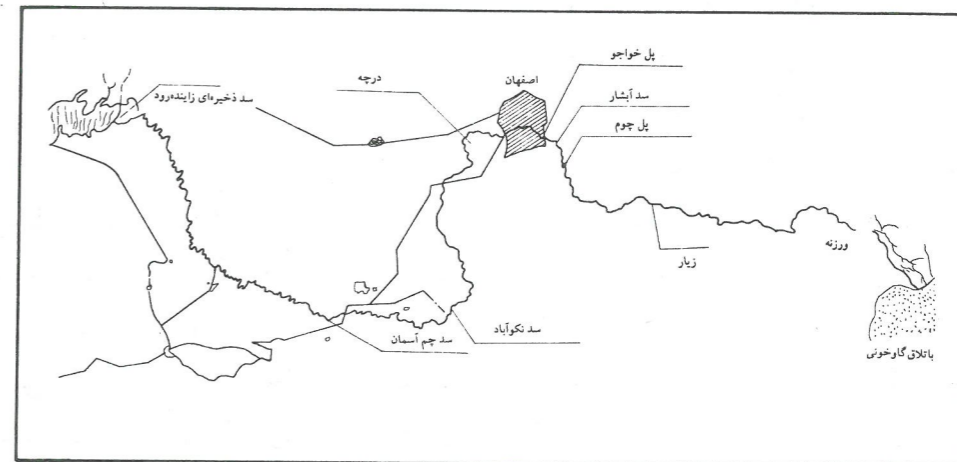 پل خواجو
اصفهان
درچه
سد ذخیره‌ای زاینده‌رود
سد آبشار
پل چوم
ورزنه
زیار
سد نکوآباد
سد چم آسمان
باتلاق گاوخونی